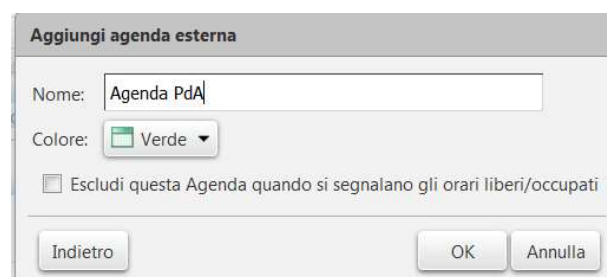 Aggiungi agenda esterna
Nome: Agenda PdA
Colore: Verde
Escludi questa Agenda quando si segnalano gli orari liberi/occupati
Indietro OK Annulla